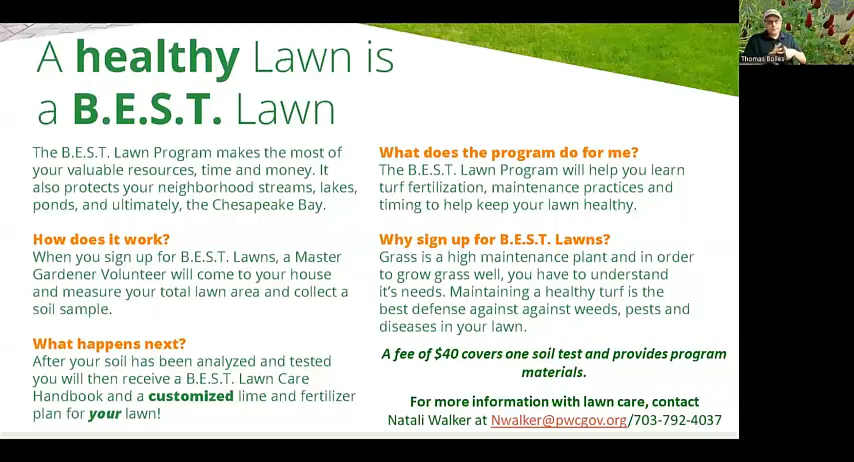 A healthy Lawn is
a B.E.S.T. Lawn
The B.E.S.T. Lawn Program makes the most of
your valuable resources, time and money. It
also protects your neighborhood streams, lakes,
ponds, and ultimately, the Chesapeake Bay.
How does it work?
When you sign up for B.E.S.T. Lawns, a Master
Gardener Volunteer will come to your house
and measure your total lawn area and collect a
soil sample.
What happens next?
After your soil has been analyzed and tested
you will then receive a B.E.S.T. Lawn Care
Handbook and a customized lime and fertilizer
plan for your lawn!
What does the program do for me?
The B.E.S.T. Lawn Program will help you learn
turf fertilization, maintenance practices and
timing to help keep your lawn healthy.
Why sign up for B.E.S.T. Lawns?
Grass is a high maintenance plant and in order
to grow grass well, you have to understand
it's needs. Maintaining a healthy turf is the
best defense against against weeds, pests and
diseases in your lawn.
A fee of $40 covers one soil test and provides program
materials.
For more information with lawn care, contact
Natali Walker at Nwalker@pwcgov.org/703-792-4037
Thomas Bolles